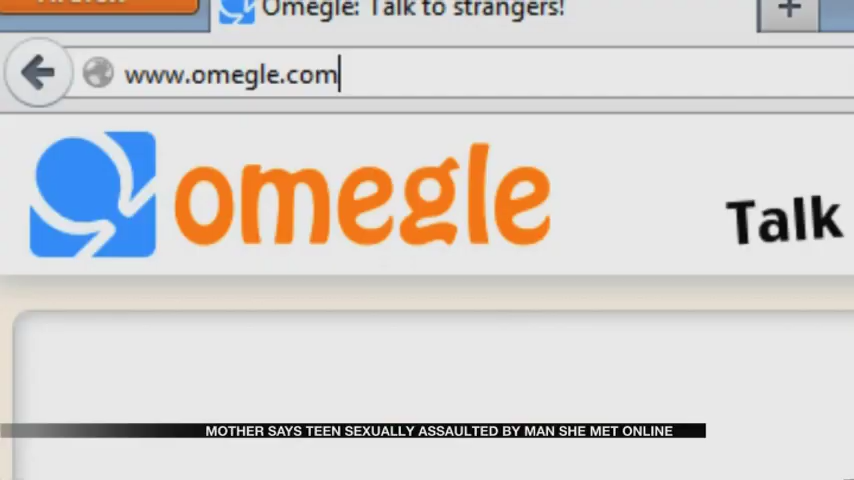 Omegle: Talk to strangers!
+
www.omegle.com
omegle
Talk
MOTHER SAYS TEEN SEXUALLY ASSAULTED BY MAN SHE MET ONLINE